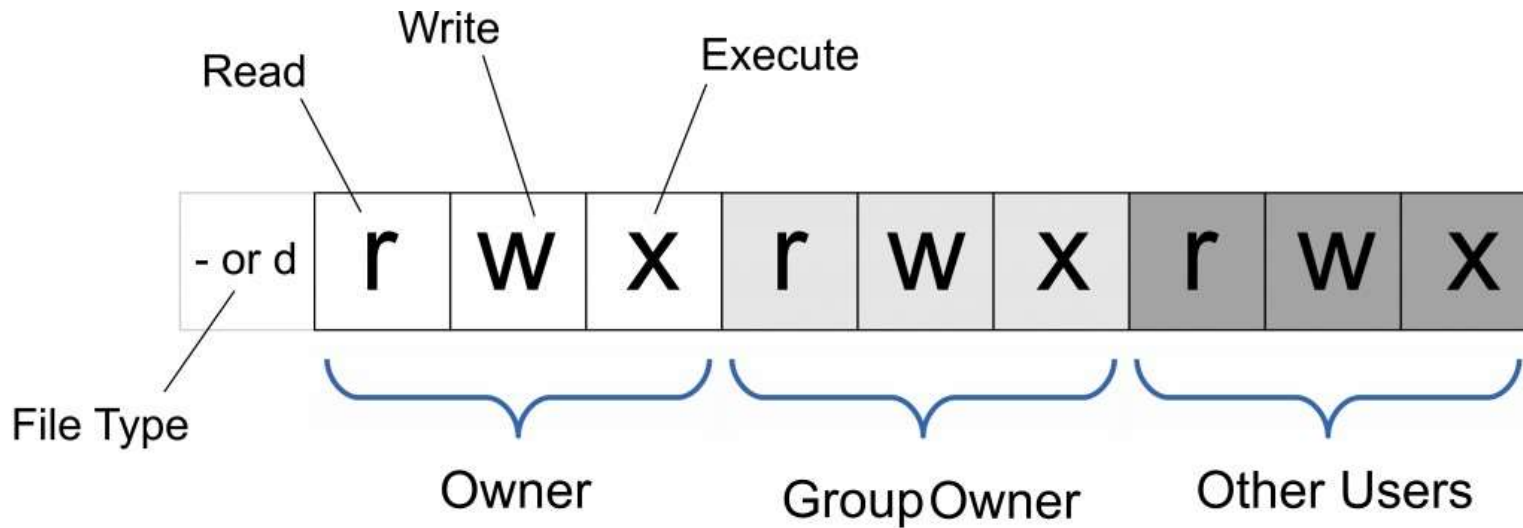 Write
Read
Execute
- or d r w x r w x r w x
File Type
Owner
Group Owner
Other Users